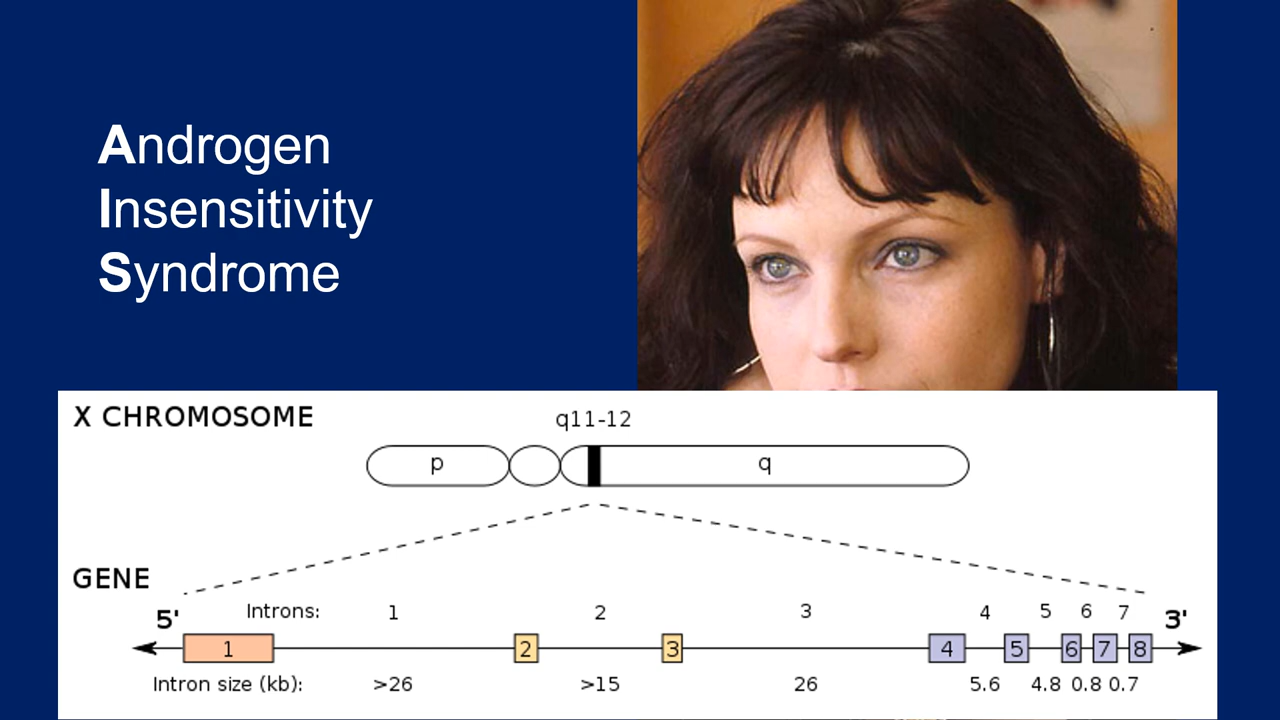 Androgen
Insensitivity
Syndrome
X CHROMOSOME
q11-12
p q
GENE
5' Introns: 1 2 3 4 5 6 7 3'
1 2 3 4 5 6 7 8
Intron size (kb): >26 >15 26 5.6 4.8 0.8 0.7